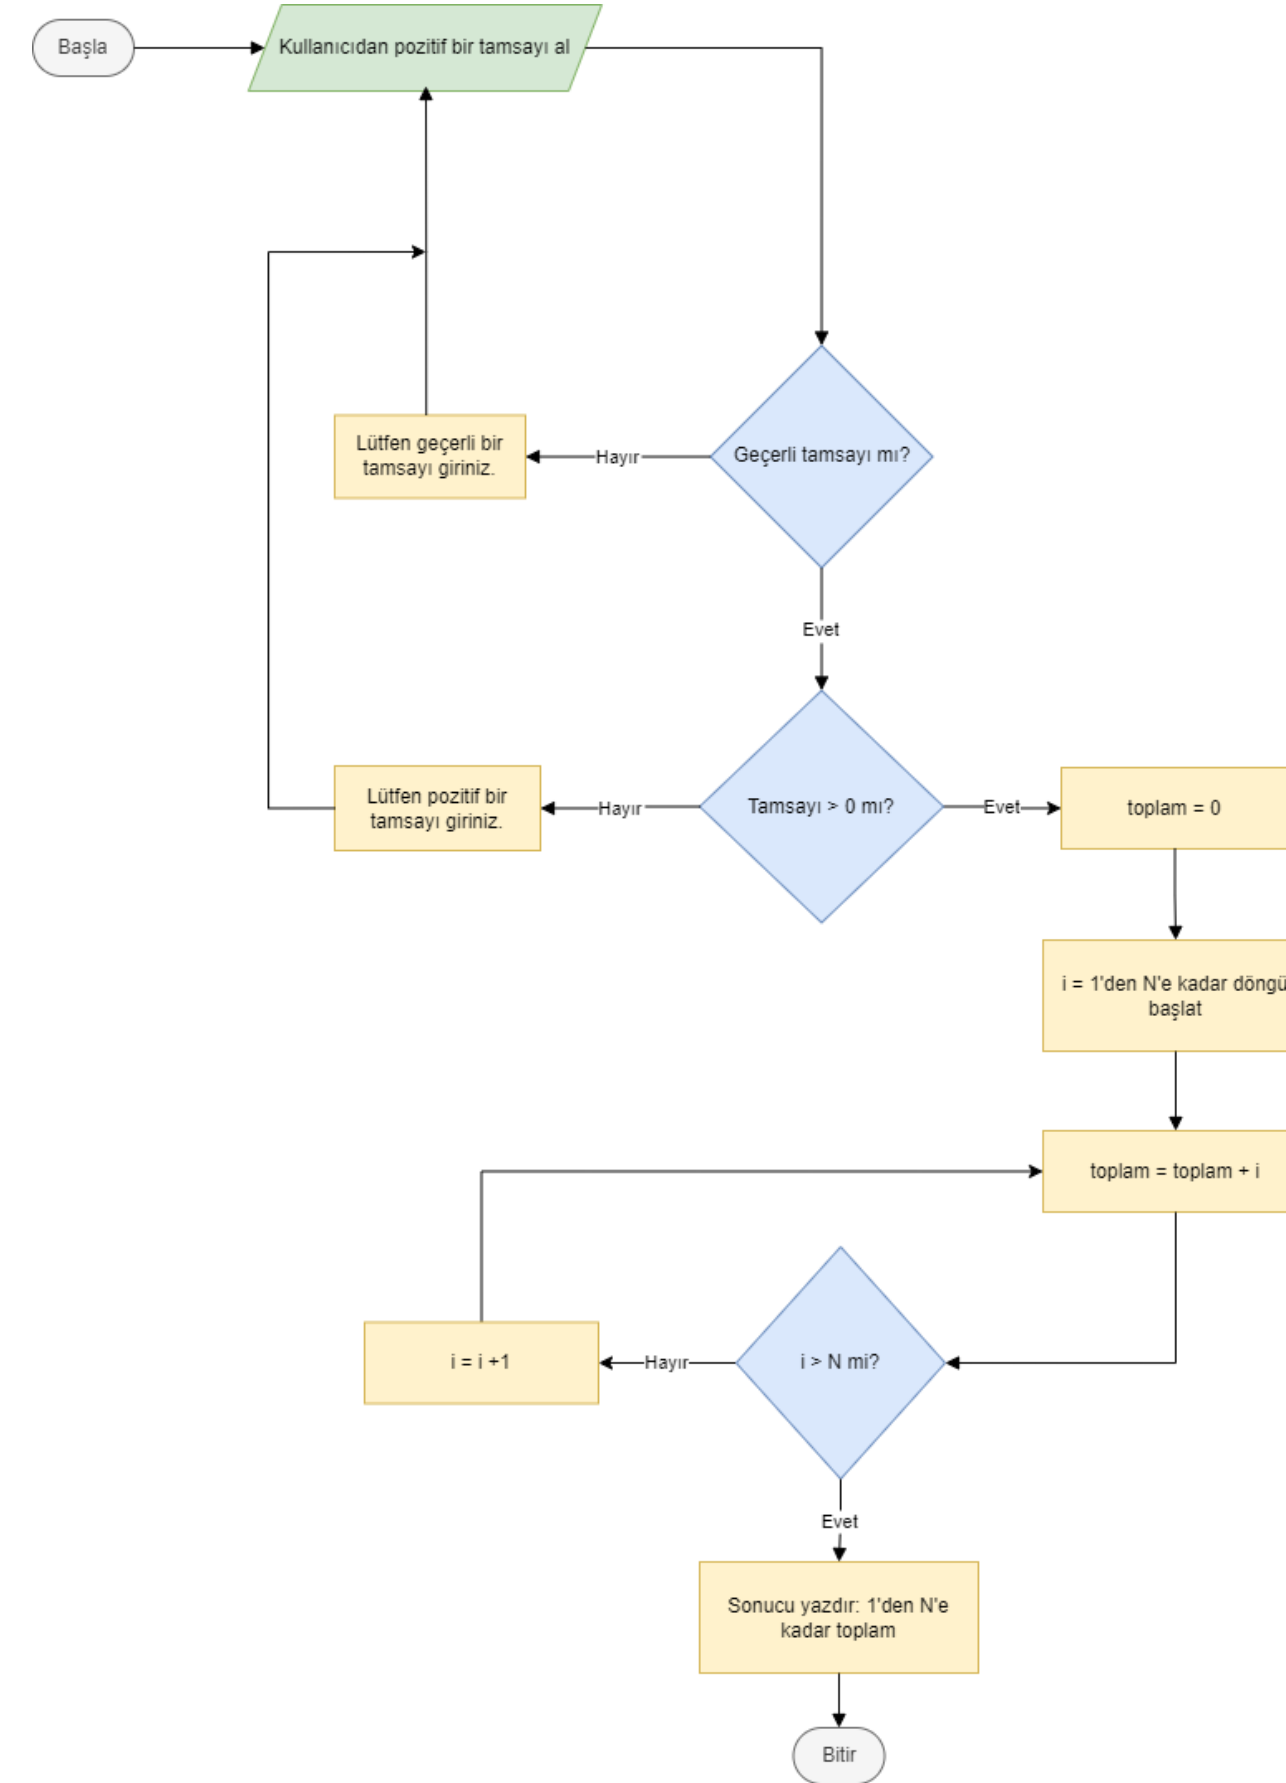 Başla
Kullanıcıdan pozitif bir tamsayı al
Geçerli tamsayı mı?
Hayır
Lütfen geçerli bir
tamsayı giriniz.
Evet
Tamsayı > 0 mı?
Hayır
Lütfen pozitif bir
tamsayı giriniz.
Evet
toplam = 0
i = 1'den N'e kadar döngü
başlat
toplam = toplam + i
i > N mi?
Hayır
i = i +1
Evet
Sonucu yazdır: 1'den N'e
kadar toplam
Bitir